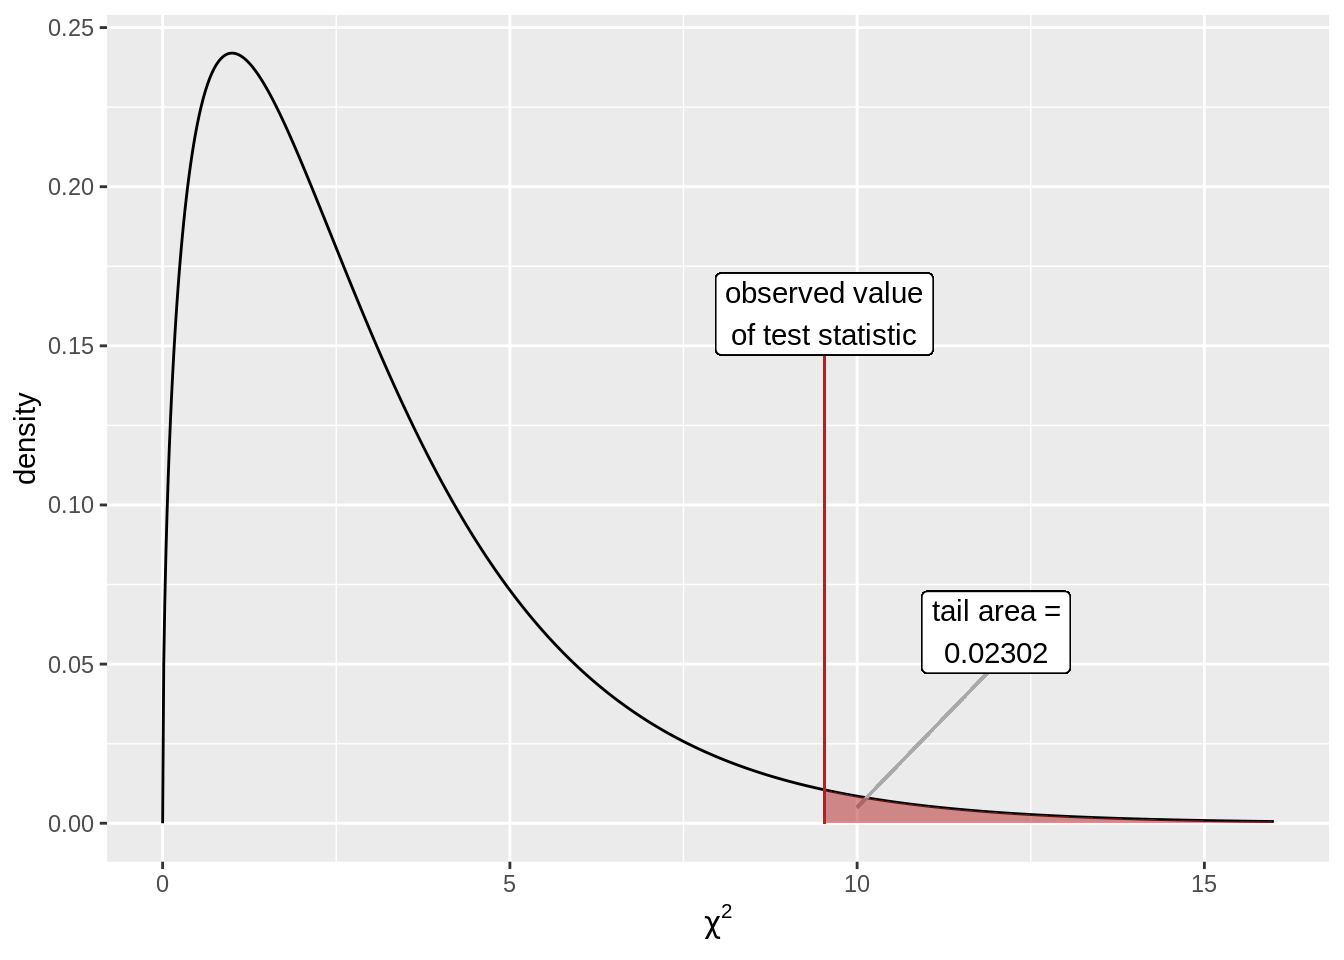 0.25
0.20
0.15
0.10
0.05
0.00
density
observed value
of test statistic
tail area =
0.02302
0
5
10
15
χ²